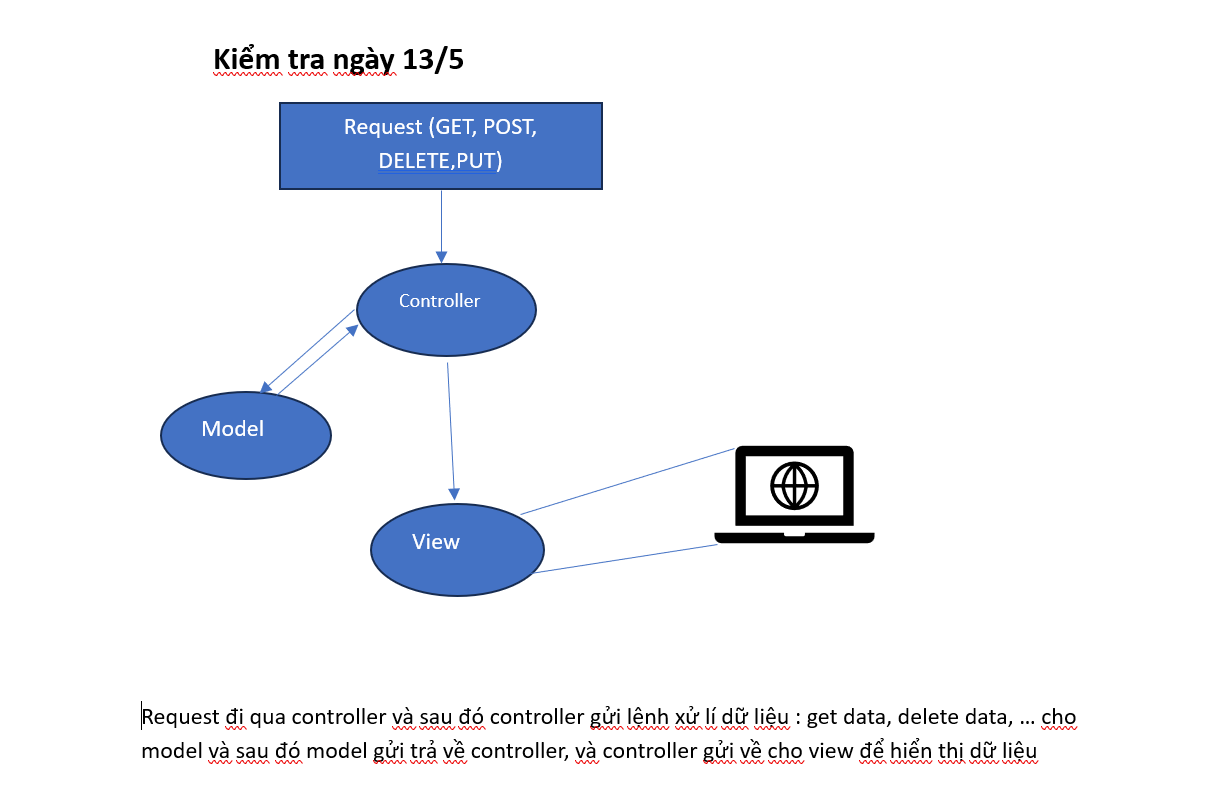 Kiểm tra ngày 13/5
Request (GET, POST,
DELETE,PUT)
Controller
Model
View
Request đi qua controller và sau đó controller gửi lệnh xử lí dữ liệu : get data, delete data, ... cho
model và sau đó model gửi trả về controller, và controller gửi về cho view để hiển thị dữ liệu